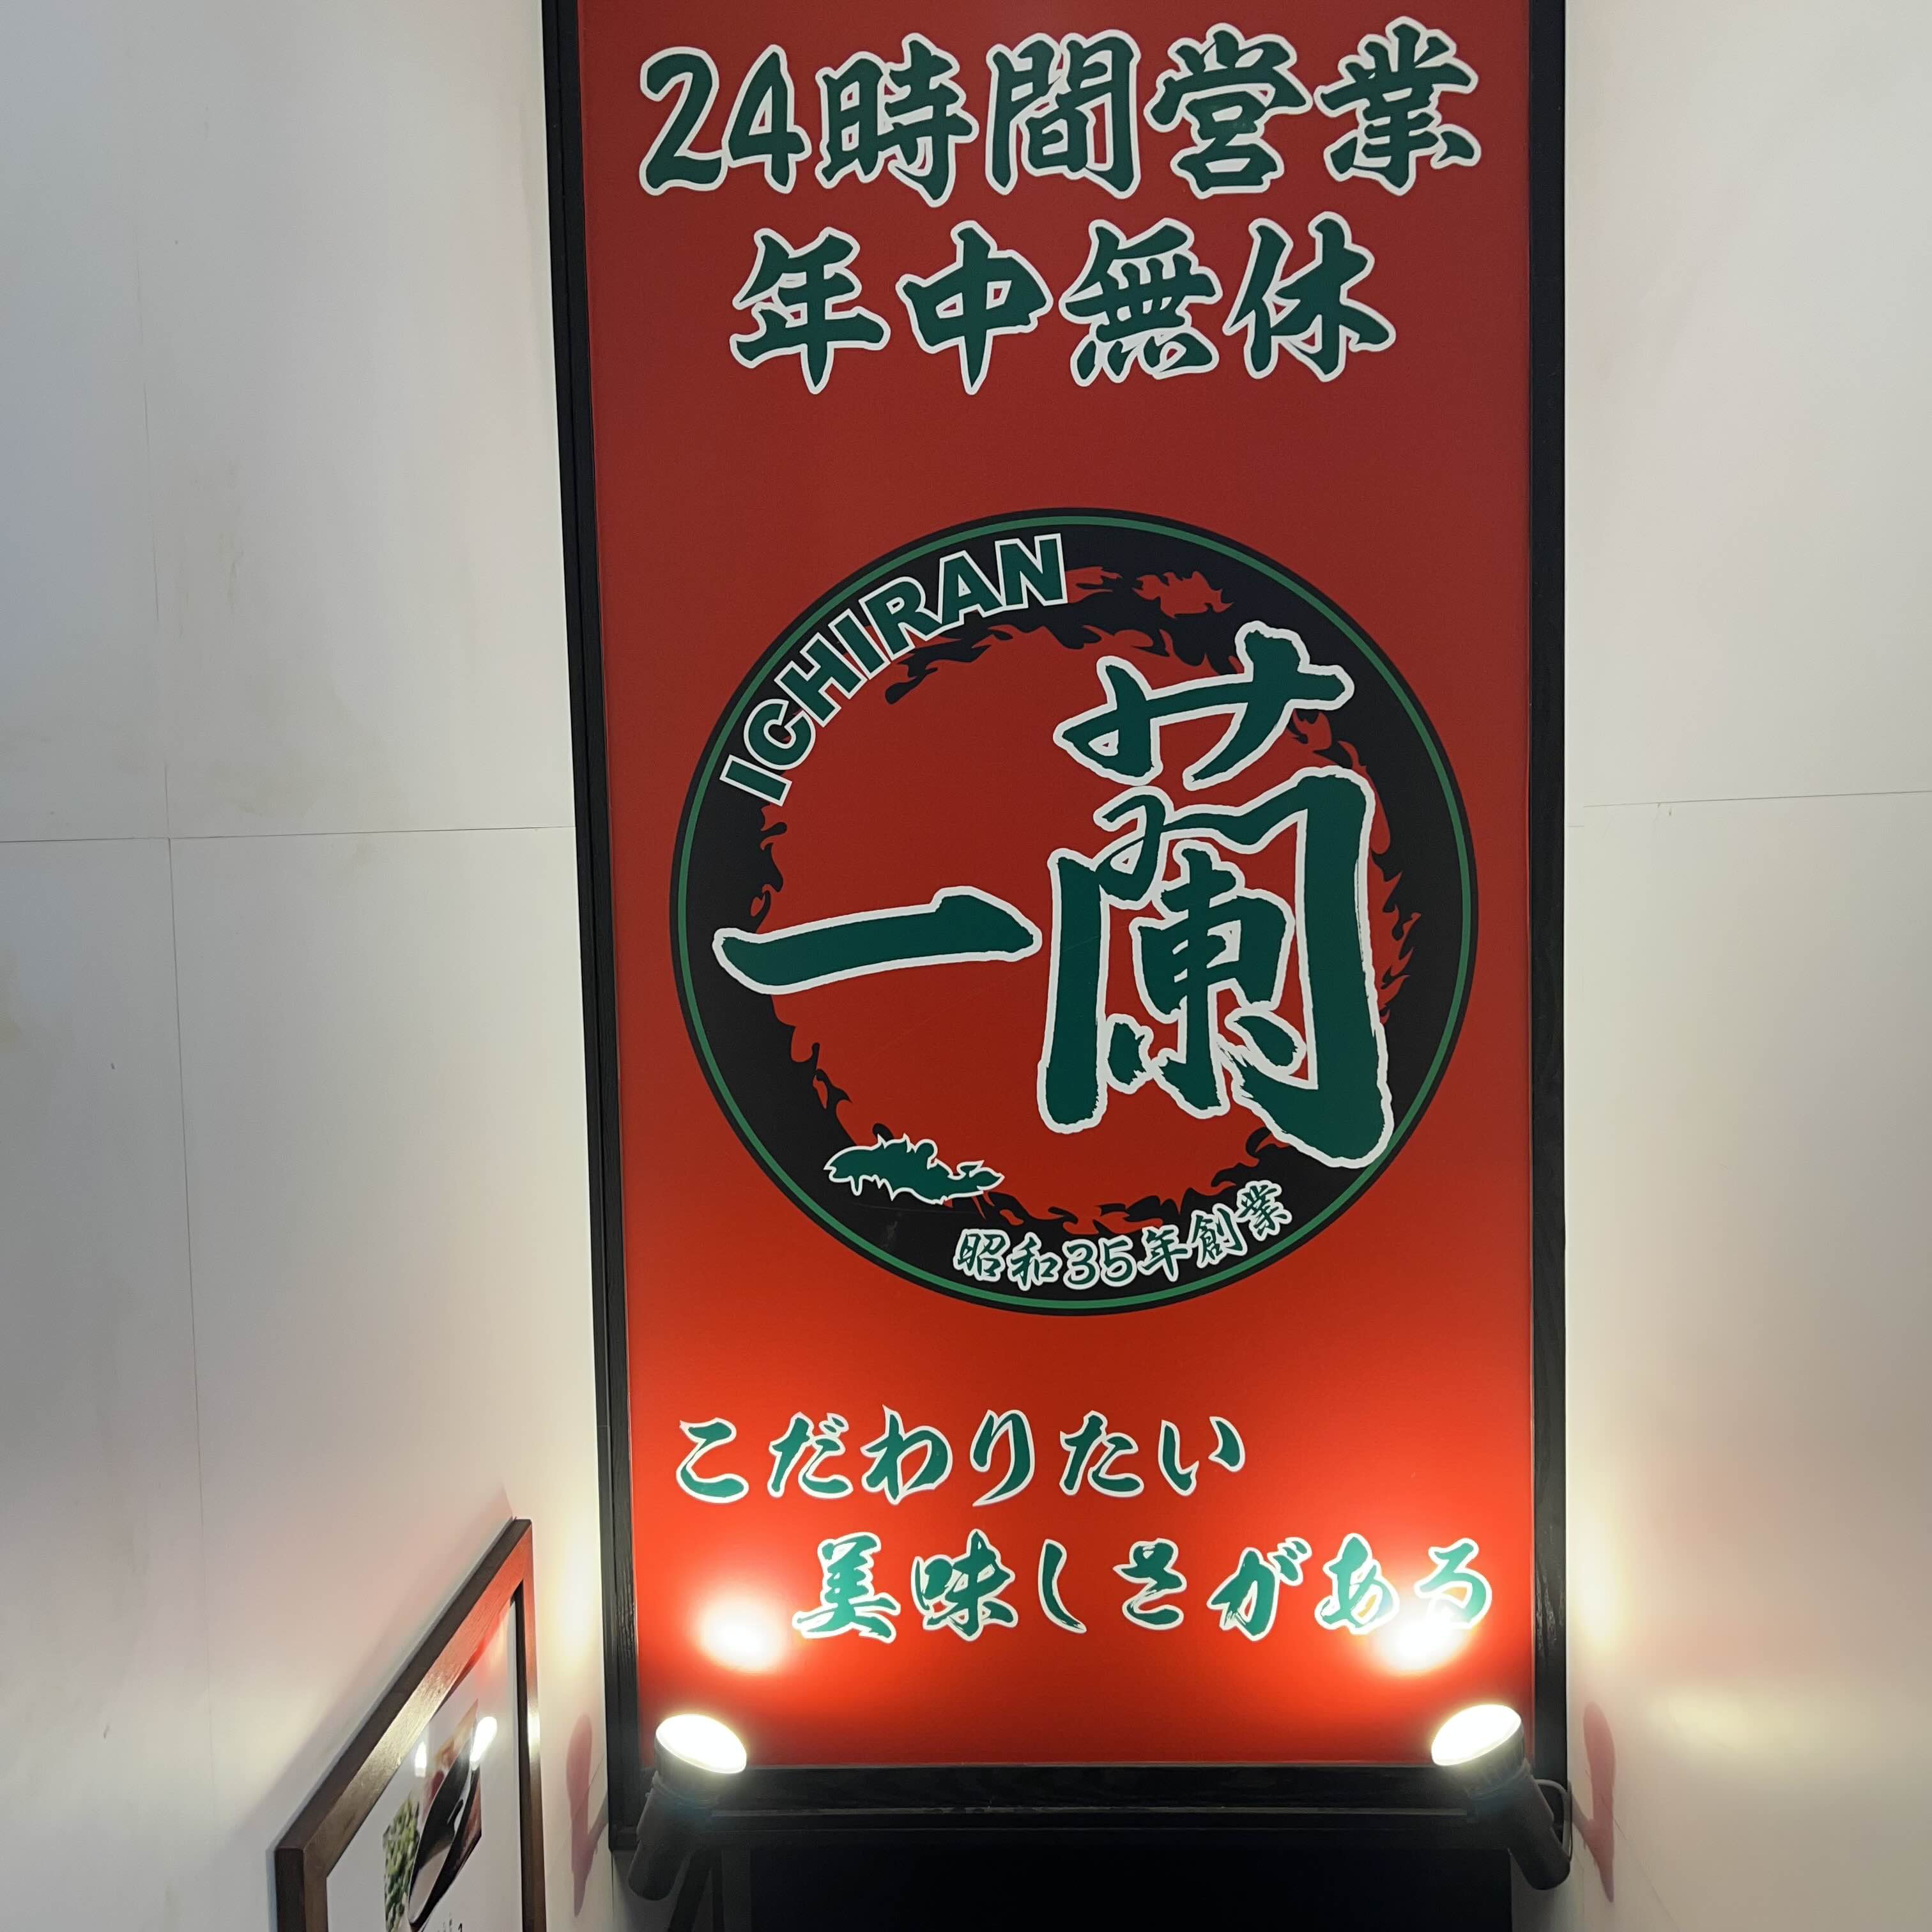 24時間営業
年中無休
ICHIRAN
一蘭
昭和35年創業
こだわりたい
美味しさがある